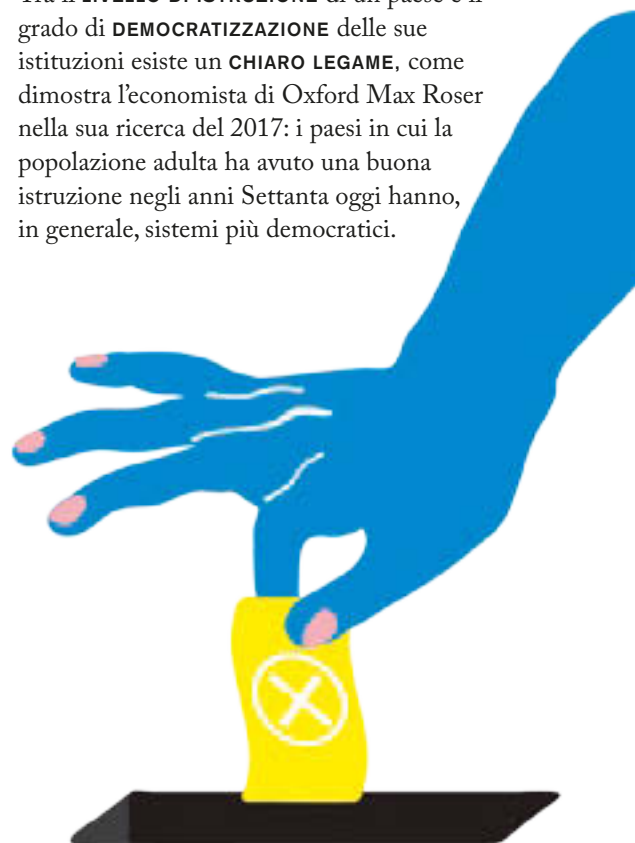 Tra il LIVELLO DI ISTRUZIONE di un paese e il
grado di DEMOCRATIZZAZIONE delle sue
istituzioni esiste un CHIARO LEGAME, come
dimostra l’economista di Oxford Max Roser
nella sua ricerca del 2017: i paesi in cui la
popolazione adulta ha avuto una buona
istruzione negli anni Settanta oggi hanno,
in generale, sistemi più democratici.